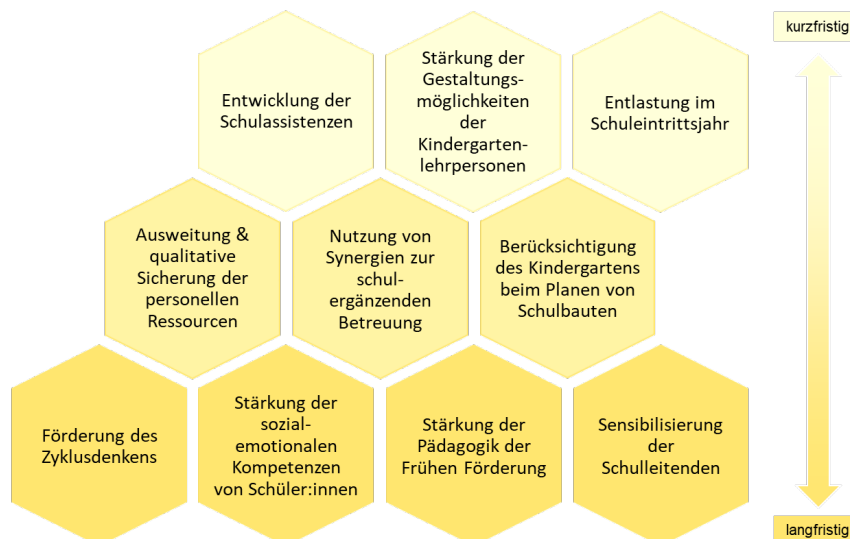 kurzfristig
Entwicklung der
Schulassistenzen
Stärkung der
Gestaltungs-
möglichkeiten
der
Kindergarten-
lehrpersonen
Entlastung im
Schuleintrittsjahr
Ausweitung &
qualitative
Sicherung der
personellen
Ressourcen
Nutzung von
Synergien zur
schul-
ergänzenden
Betreuung
Berücksichtigung
des Kindergartens
beim Planen von
Schulbauten
Förderung des
Zyklusdenkens
Stärkung der
sozial-
emotionalen
Kompetenzen
von Schüler:innen
Stärkung der
Pädagogik der
Frühen Förderung
Sensibilisierung
der
Schulleitenden
langfristig